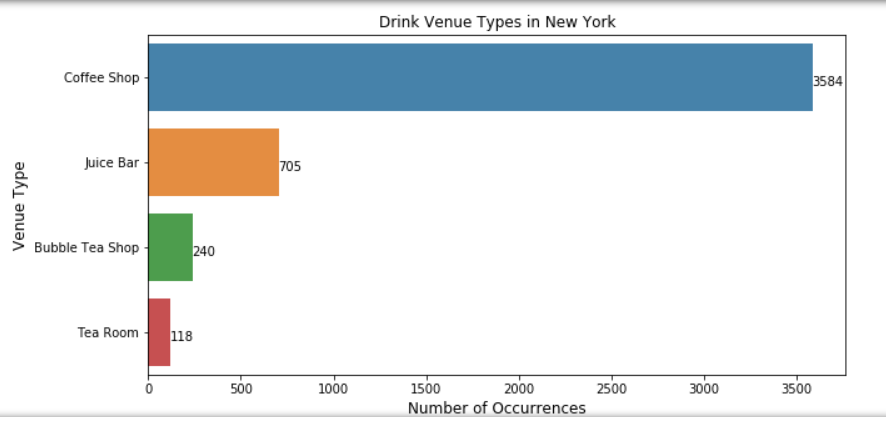 Drink Venue Types in New York
Venue Type
Coffee Shop
3584
Juice Bar
705
Bubble Tea Shop
240
Tea Room
118
0 500 1000 1500 2000 2500 3000 3500
Number of Occurrences